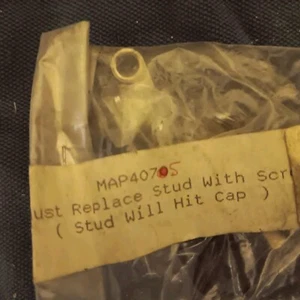 MAP40705
ust Replace Stud With Scr
( Stud Will Hit Cap )